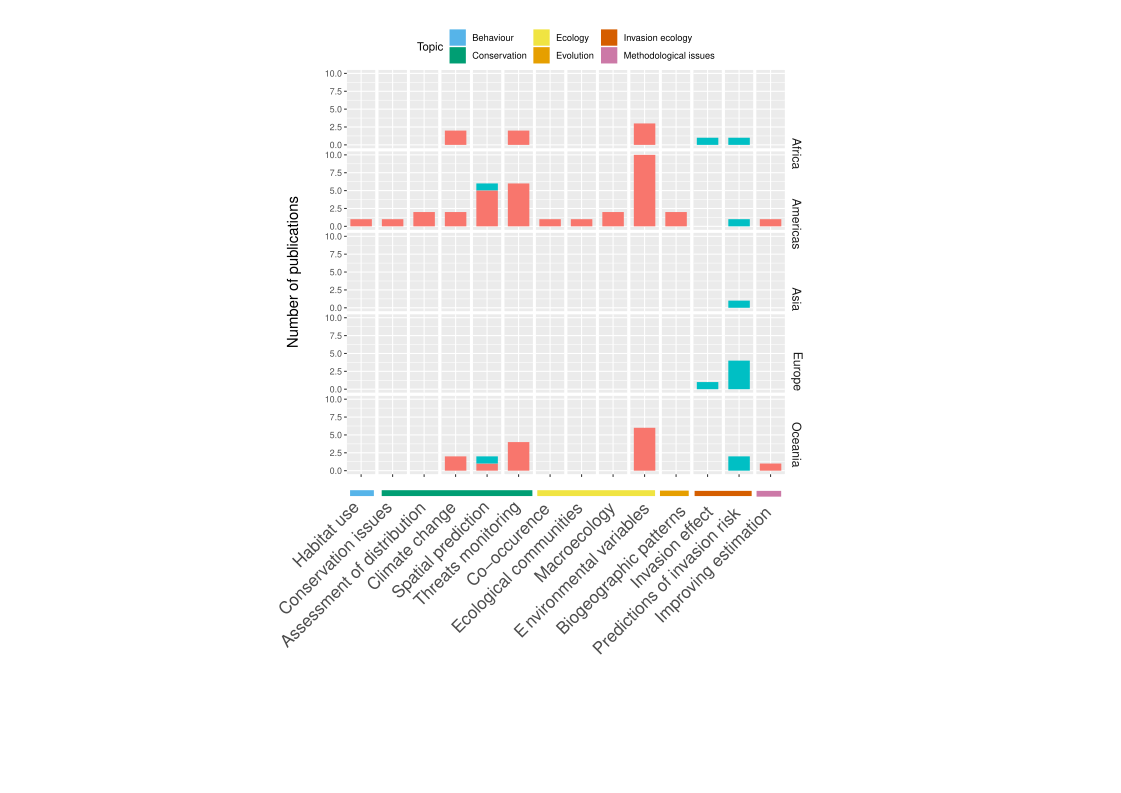 Topic
Behaviour
Ecology
Invasion ecology
Conservation
Evolution
Methodological issues
Number of publications
10.0
7.5
5.0
2.5
0.0
Africa
10.0
7.5
5.0
2.5
0.0
Americas
10.0
7.5
5.0
2.5
0.0
Asia
10.0
7.5
5.0
2.5
0.0
Europe
10.0
7.5
5.0
2.5
0.0
Oceania
Habitat use
Conservation issues
Assessment of distribution
Climate change
Spatial prediction
Threats monitoring
Co−occurence
Ecological communities
Macroecology
Environmental variables
Biogeographic patterns
Invasion effect
Predictions of invasion risk
Improving estimation